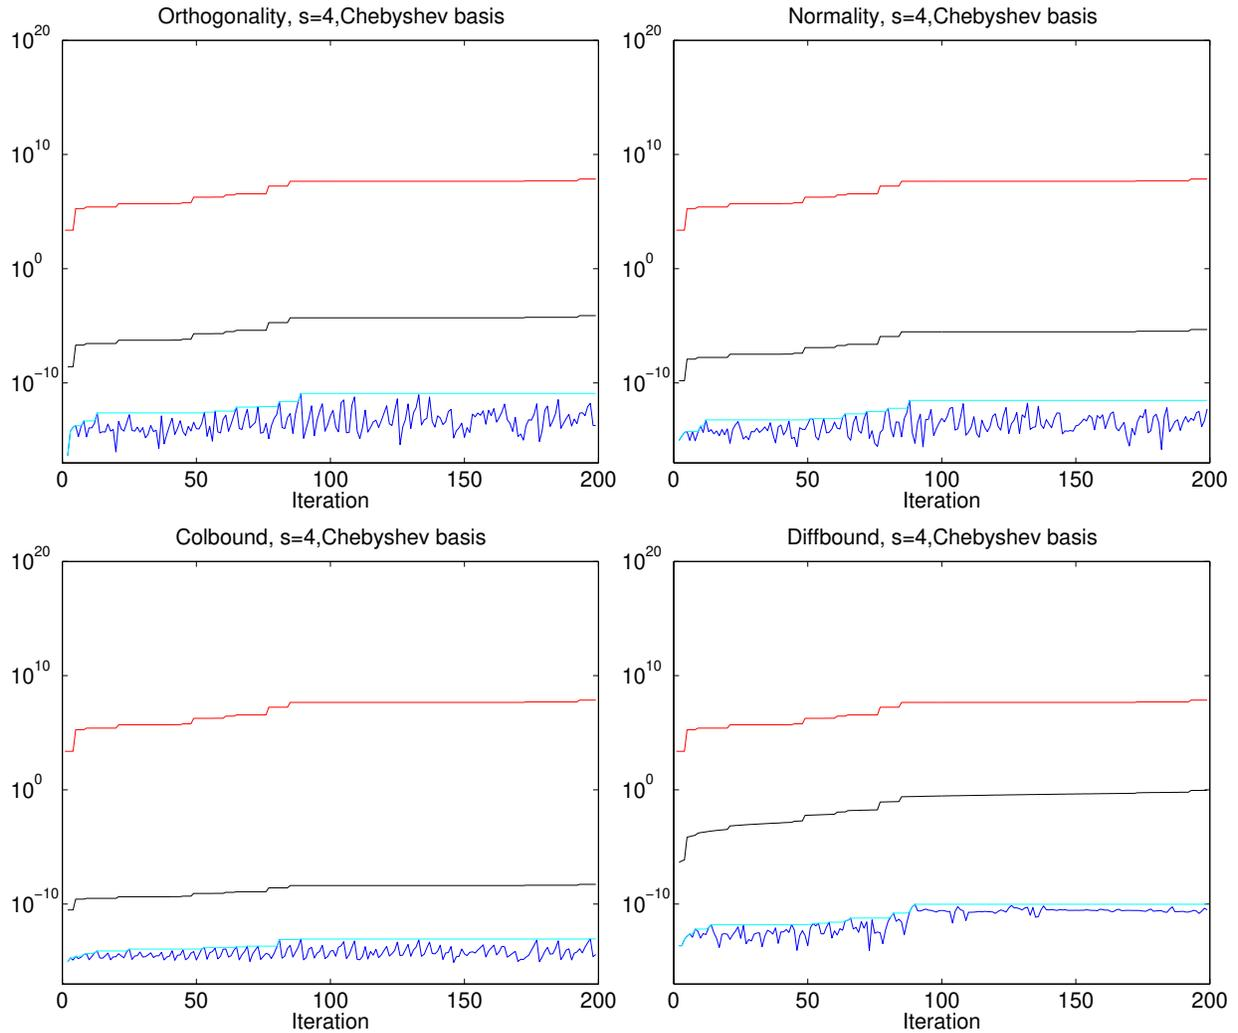 Orthogonality, s=4,Chebyshev basis
Normality, s=4,Chebyshev basis
10^20
10^20
10^10
10^10
10^0
10^0
10^−10
10^−10
0 50 100 150 200
0 50 100 150 200
Iteration
Iteration
Colbound, s=4,Chebyshev basis
Diffbound, s=4,Chebyshev basis
10^20
10^20
10^10
10^10
10^0
10^0
10^−10
10^−10
0 50 100 150 200
0 50 100 150 200
Iteration
Iteration